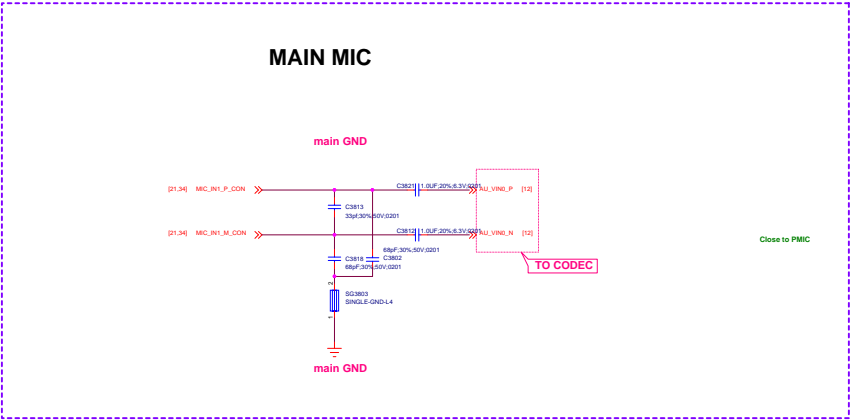 MAIN MIC
main GND
[21,34] MIC_IN1_P_CON
C3821 1.0UF;20%;6.3V;0201
AU_VIN0_P [12]
C3813
33pf;30%;50V;0201
[21,34] MIC_IN1_M_CON
C3812 1.0UF;20%;6.3V;0201
AU_VIN0_N [12]
Close to PMIC
68pF;30%;50V;0201
C3802
C3818
68pF;30%;50V;0201
TO CODEC
2
SG3803
SINGLE-GND-L4
1
main GND